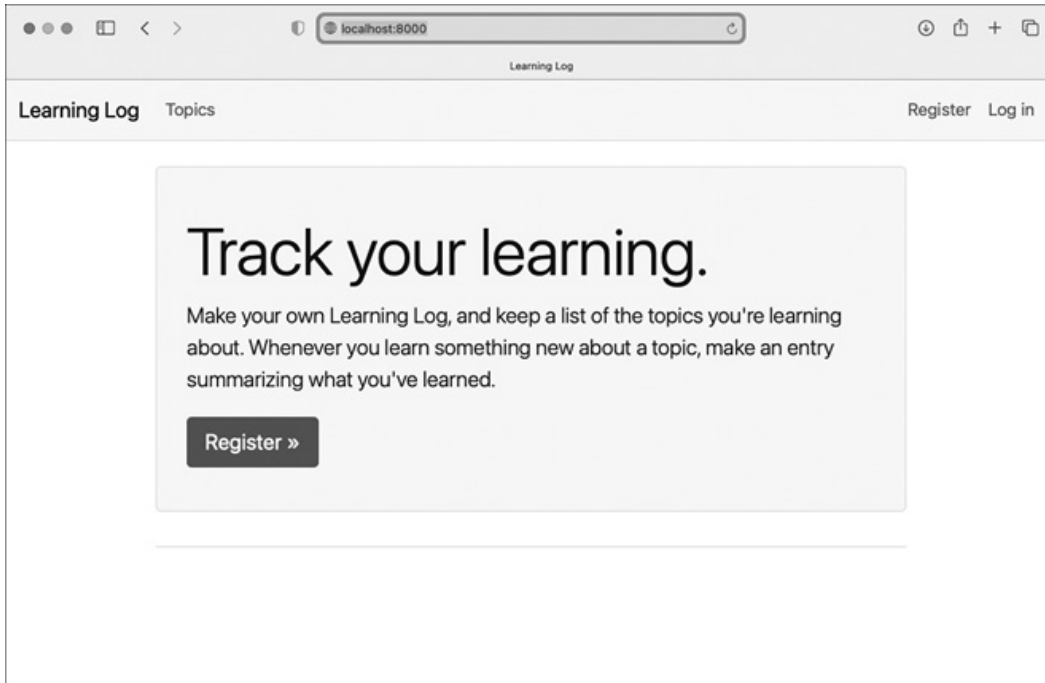 localhost:8000
Learning Log
Learning Log Topics Register Log in
Track your learning.
Make your own Learning Log, and keep a list of the topics you're learning
about. Whenever you learn something new about a topic, make an entry
summarizing what you've learned.
Register »